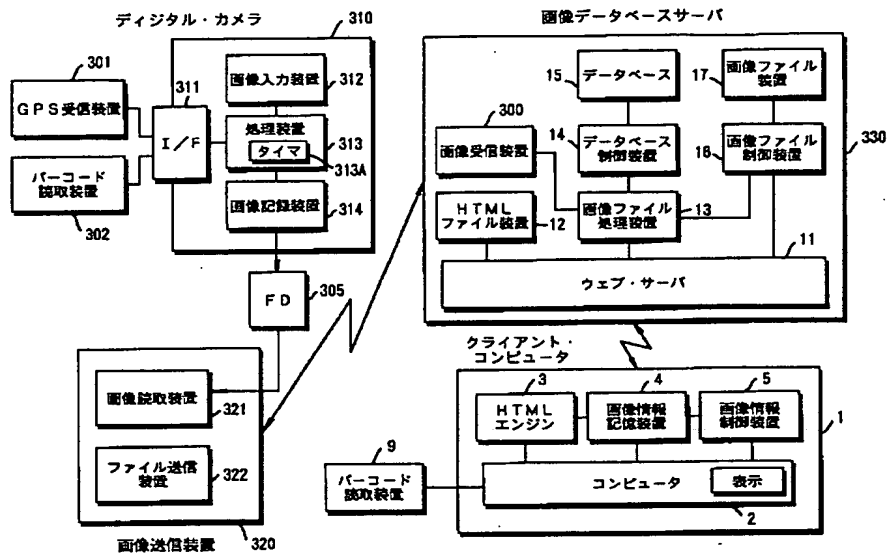 ディジタル・カメラ
310
301
GPS受信装置
311
I/F
バーコード
読取装置
302
画像入力装置
312
処理装置
タイマ
313
313A
画像記録装置
314
FD
305
画像読取装置
321
ファイル送信
装置
322
画像送信装置
320
画像データベースサーバ
330
15
データベース
17
画像ファイル
装置
300
画像受信装置
14
データベース
制御装置
16
画像ファイル
制御装置
HTML
ファイル装置
12
画像ファイル
処理装置
13
11
ウェブ・サーバ
クライアント・
コンピュータ
1
3
HTML
エンジン
4
画像情報
記憶装置
5
画像情報
制御装置
9
バーコード
読取装置
コンピュータ
表示
2